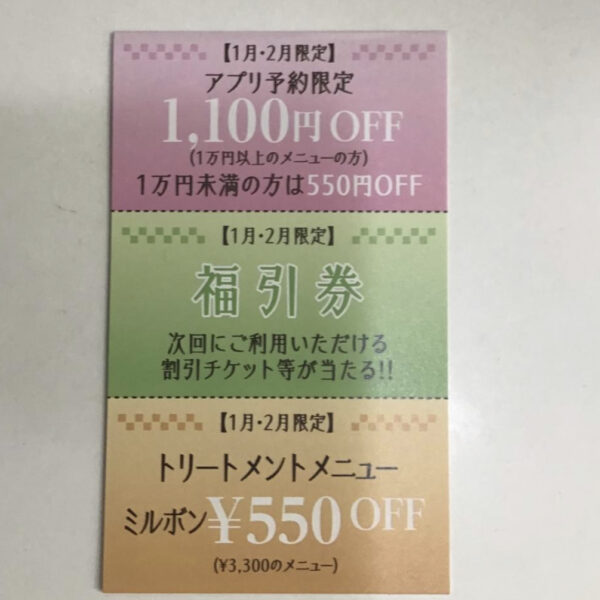 【1月・2月限定】
アプリ予約限定
1,100円OFF
(1万円以上のメニューの方)
1万円未満の方は550円OFF
【1月・2月限定】
福引券
次回にご利用いただける
割引チケット等が当たる!!
【1月・2月限定】
トリートメントメニュー
ミルボン¥550OFF
(¥3,300のメニュー)